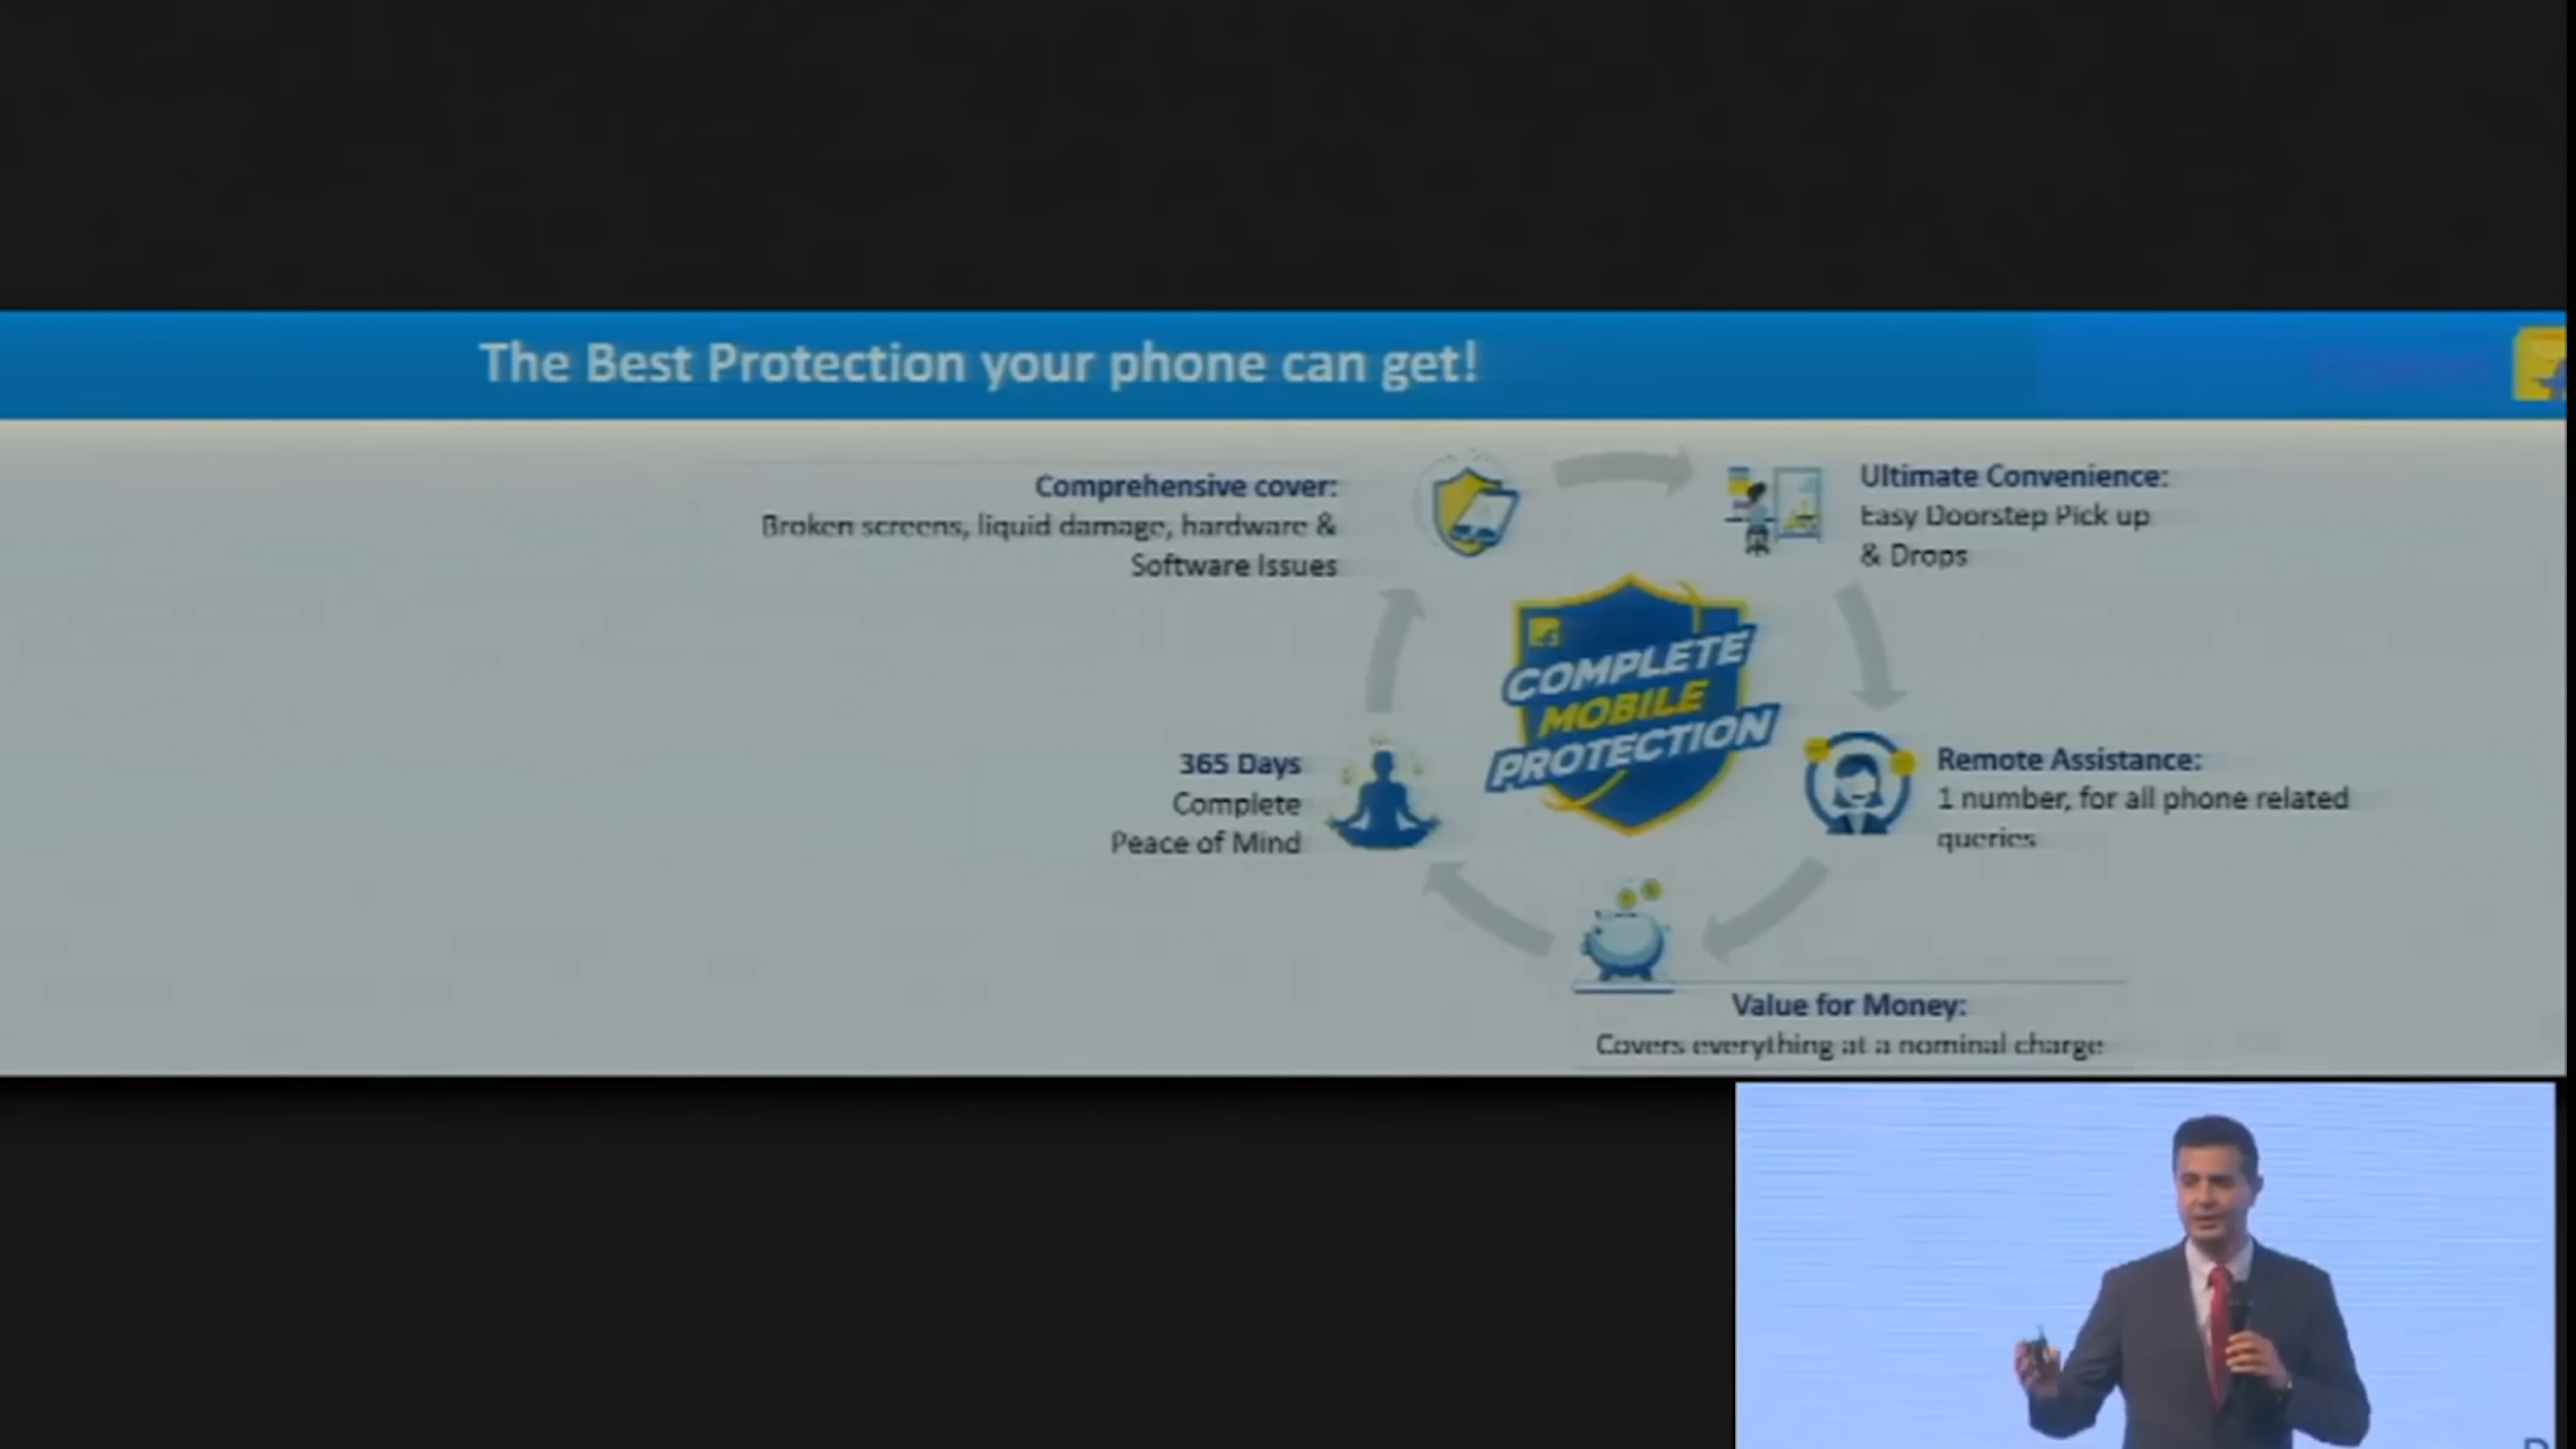 The Best Protection your phone can get!
Comprehensive cover:
Broken screens, liquid damage, hardware &
Software Issues
Ultimate Convenience:
Easy Doorstep Pick up
& Drops
COMPLETE
MOBILE
PROTECTION
365 Days
Complete
Peace of Mind
Remote Assistance:
1 number, for all phone related
queries
Value for Money:
Covers everything at a nominal charge